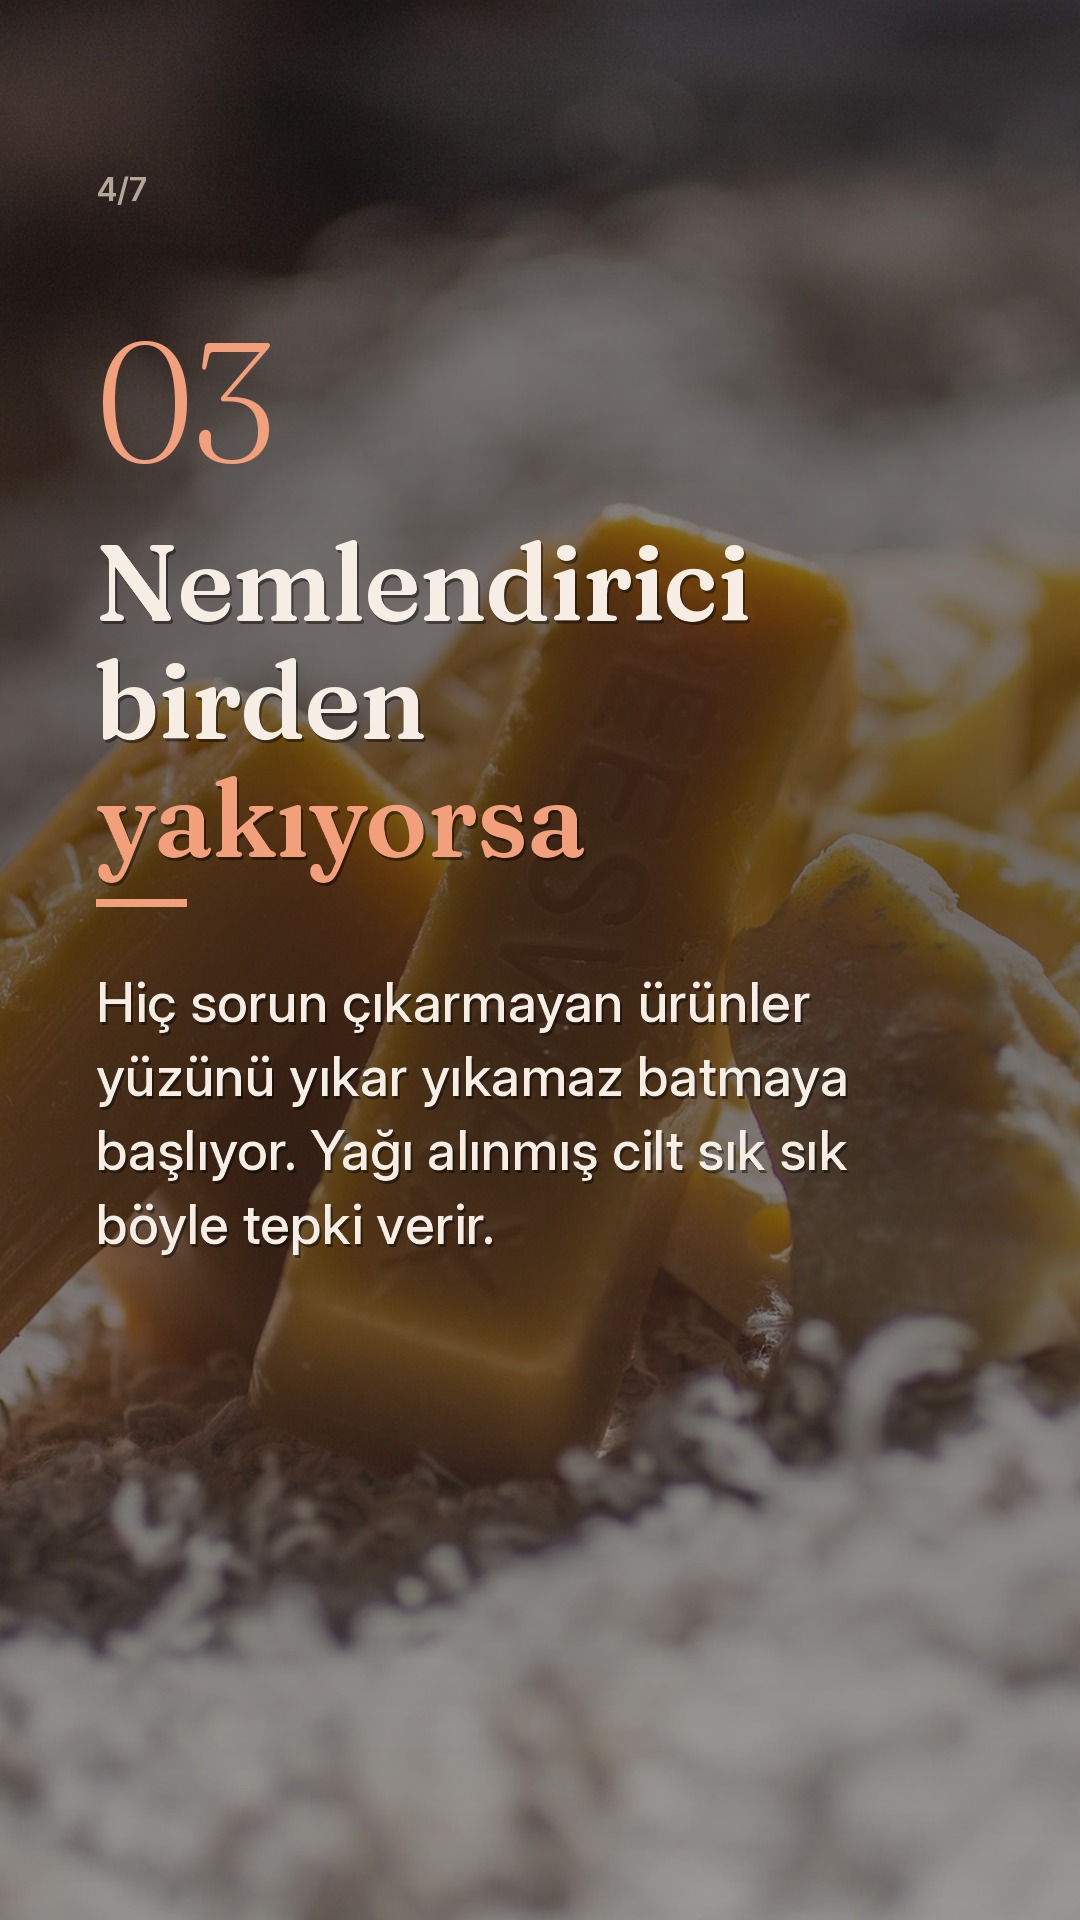 4/7
03
Nemlendirici
birden
yakıyorsa
Hiç sorun çıkarmayan ürünler
yüzünü yıkar yıkamaz batmaya
başlıyor. Yağı alınmış cilt sık sık
böyle tepki verir.